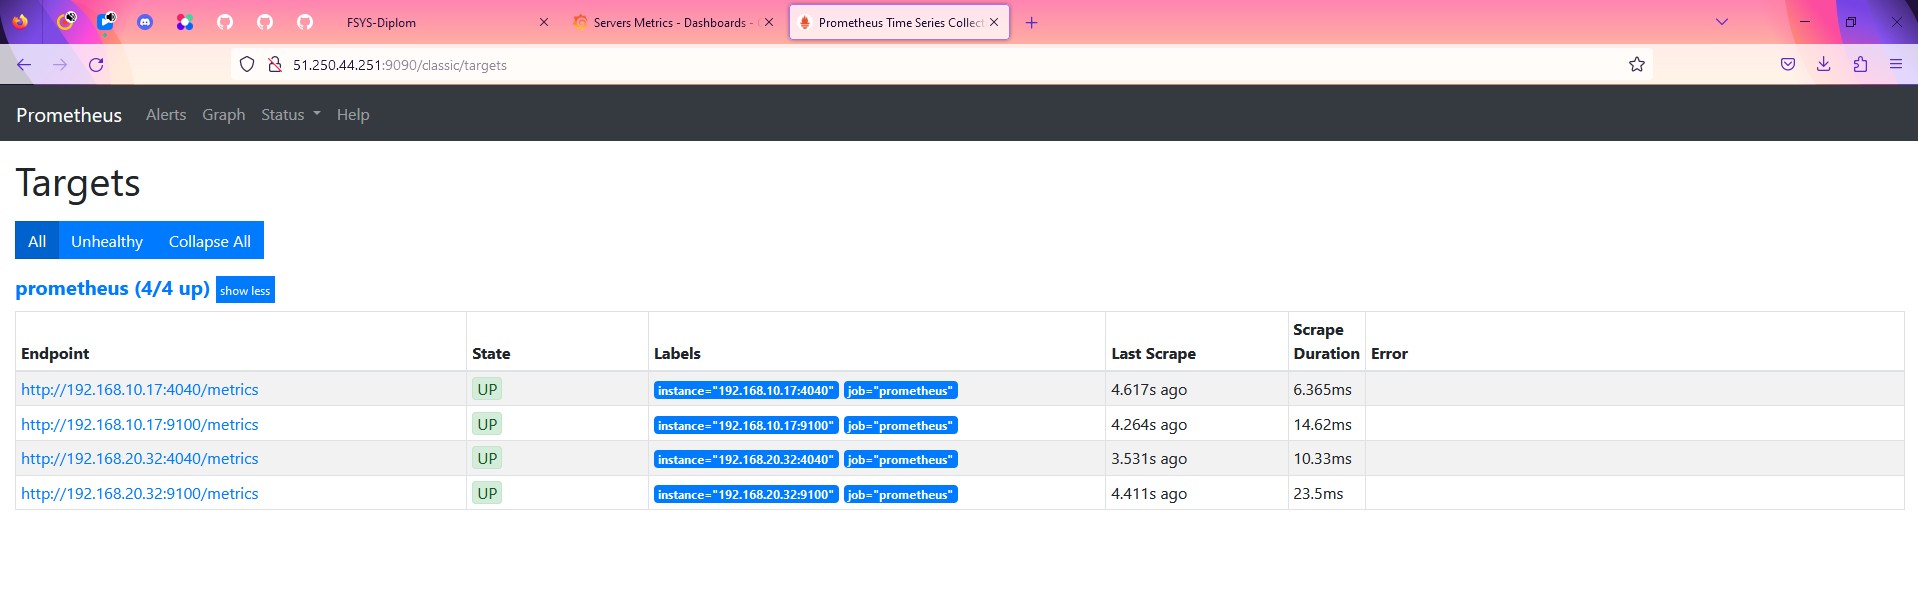 FSYS-Diplom
Servers Metrics - Dashboards -
Prometheus Time Series Collect
51.250.44.251:9090/classic/targets
Prometheus Alerts Graph Status Help
Targets
All Unhealthy Collapse All
prometheus (4/4 up) show less
Endpoint State Labels Last Scrape Scrape Duration Error
http://192.168.10.17:4040/metrics UP instance="192.168.10.17:4040" job="prometheus" 4.617s ago 6.365ms
http://192.168.10.17:9100/metrics UP instance="192.168.10.17:9100" job="prometheus" 4.264s ago 14.62ms
http://192.168.20.32:4040/metrics UP instance="192.168.20.32:4040" job="prometheus" 3.531s ago 10.33ms
http://192.168.20.32:9100/metrics UP instance="192.168.20.32:9100" job="prometheus" 4.411s ago 23.5ms